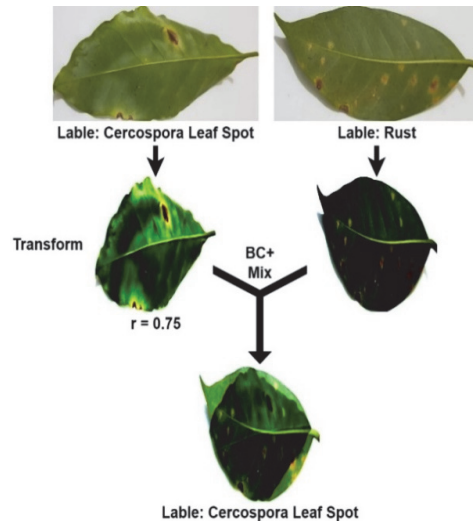 Lable: Cercospora Leaf Spot
Lable: Rust
Transform
BC+
Mix
r = 0.75
Lable: Cercospora Leaf Spot